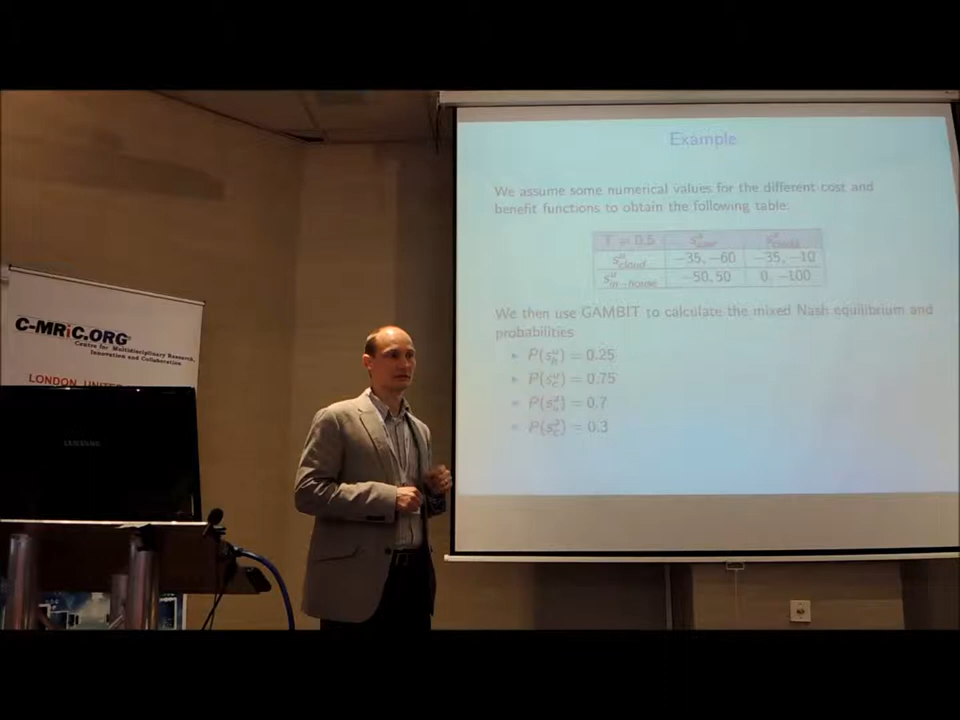 C-MRiC.ORG
Centre for Multidisciplinary Research,
Innovation and Collaboration
LONDON
SAMSUNG
Example
We assume some numerical values for the different cost and
benefit functions to obtain the following table.
T = 0.5
−35, −60 −35, −10
−50, 50 0, −100
We then use GAMBIT to calculate the mixed Nash equilibrium and
probabilities
= 0.25
= 0.75
= 0.7
= 0.3